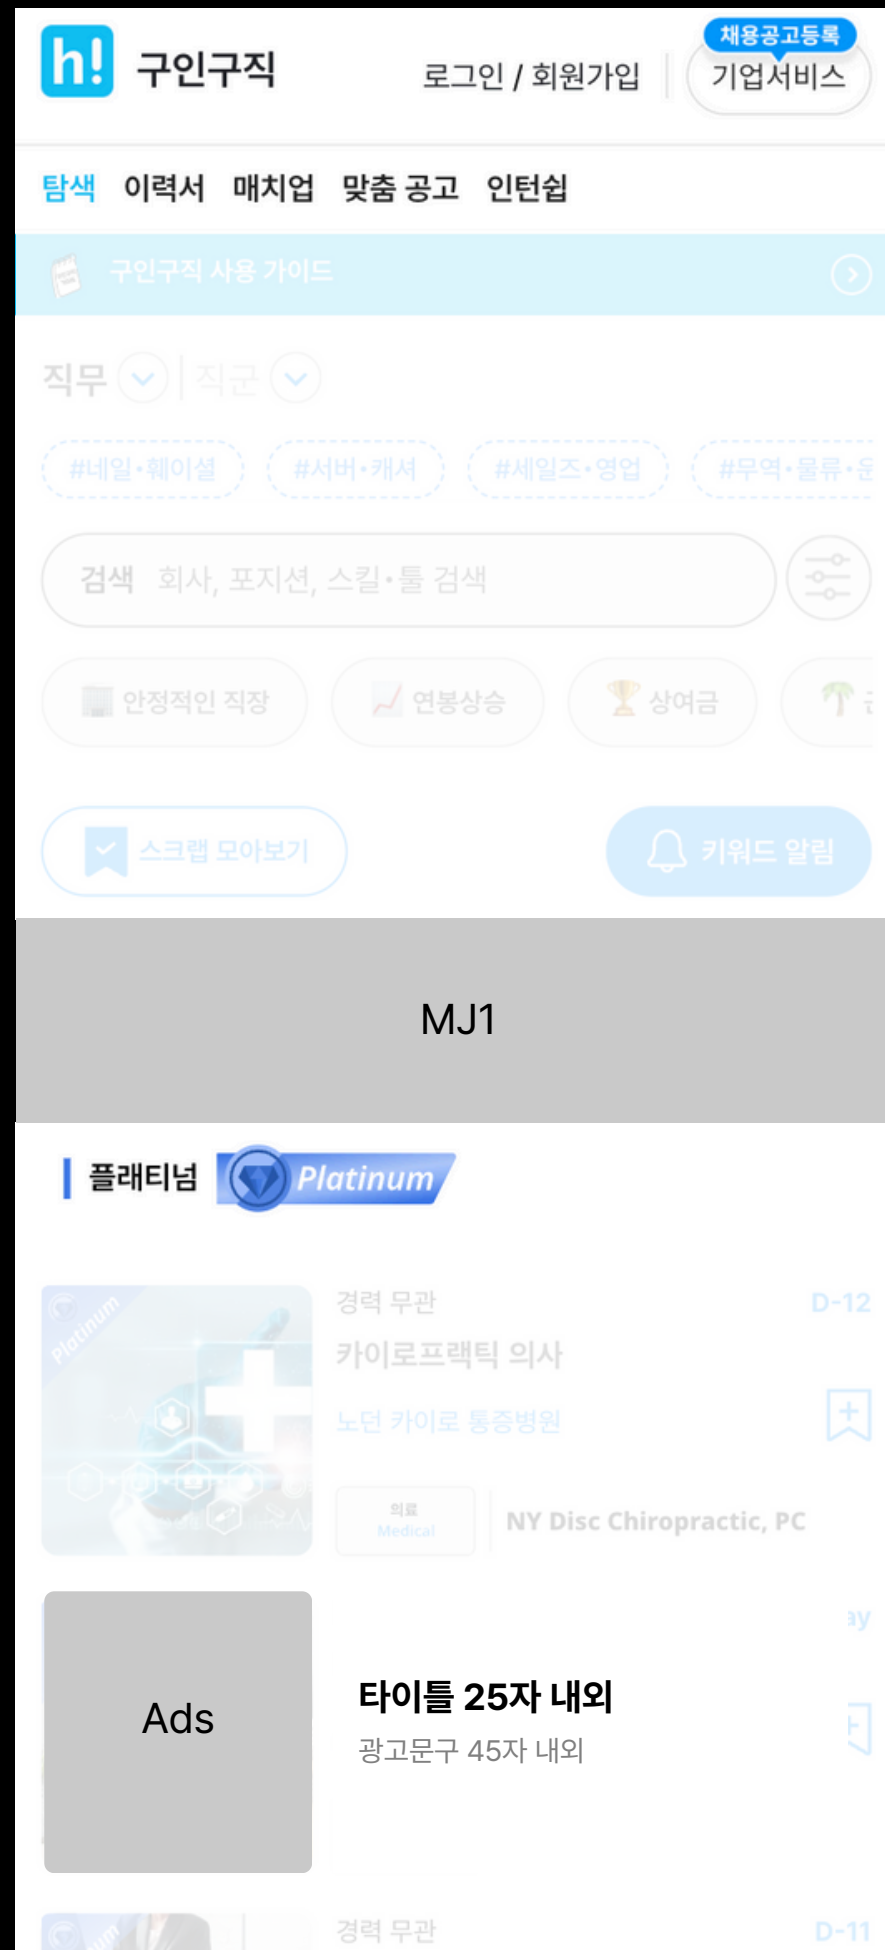 h! 구인구직
로그인 / 회원가입
채용공고등록
기업서비스
탐색 이력서 매치업 맞춤 공고 인턴쉽
구인구직 사용 가이드
직무 | 직군
#네일•훼이셜 #서버•캐셔 #세일즈•영업 #무역•물류•운
검색 회사, 포지션, 스킬•툴 검색
안정적인 직장 연봉상승 상여금
스크랩 모아보기 키워드 알림
MJ1
플래티넘 Platinum
Platinum
경력 무관 D-12
카이로프랙틱 의사
노던 카이로 통증병원
의료
Medical
NY Disc Chiropractic, PC
ay
Ads
타이틀 25자 내외
광고문구 45자 내외
경력 무관 D-11